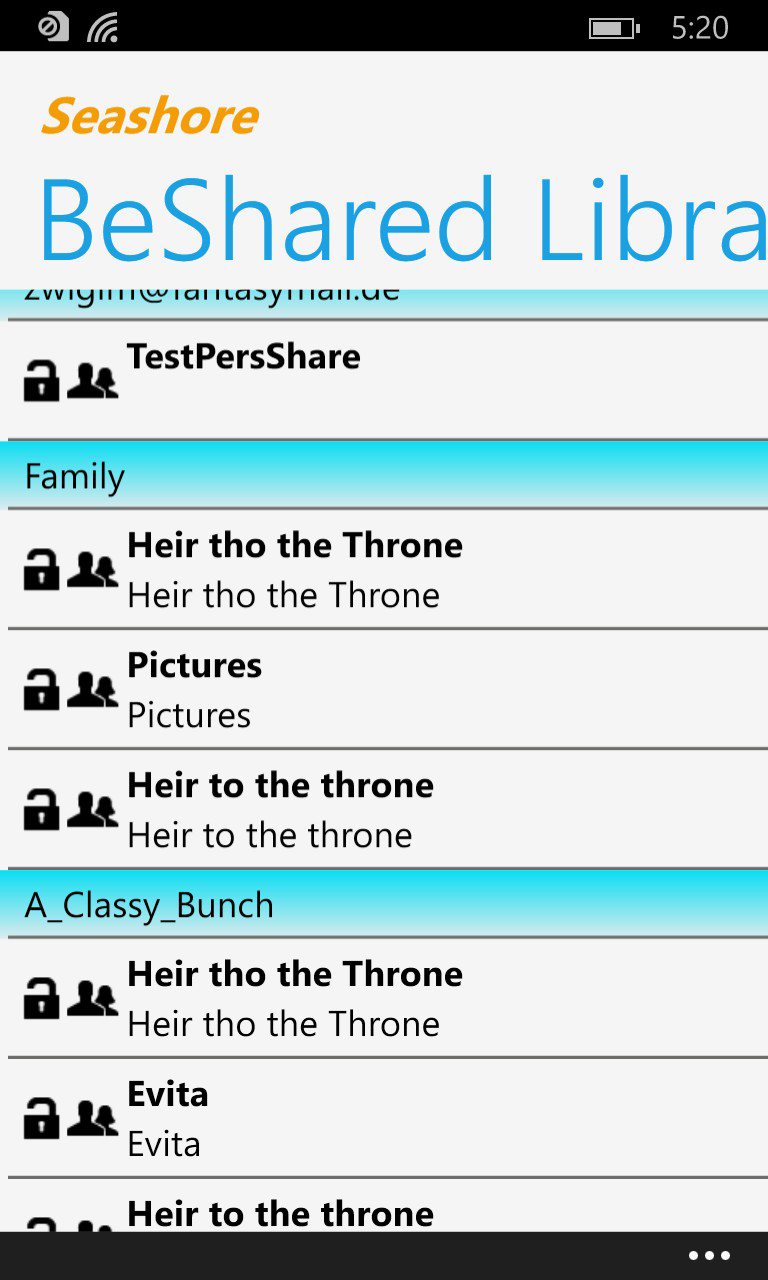 5:20
Seashore
BeShared Libra
zwiglm@fantasymail.de
TestPersShare
Family
Heir tho the Throne
Heir tho the Throne
Pictures
Pictures
Heir to the throne
Heir to the throne
A_Classy_Bunch
Heir tho the Throne
Heir tho the Throne
Evita
Evita
Heir to the throne